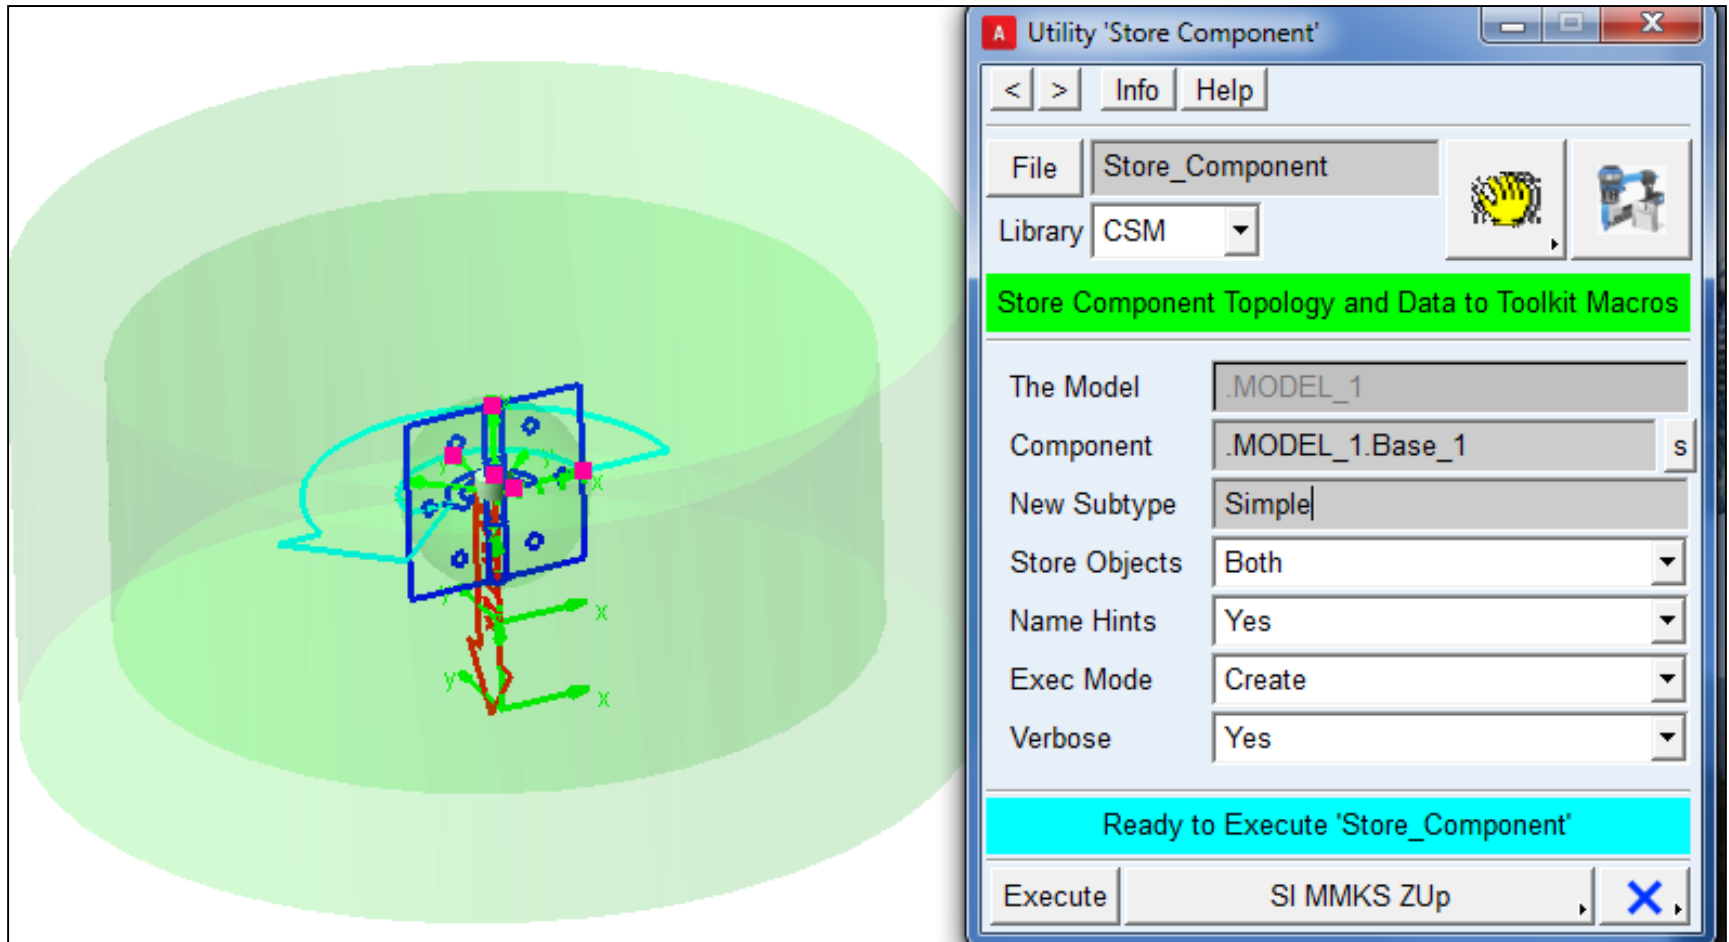 A Utility 'Store Component' X
< > Info Help
File Store_Component
Library CSM
Store Component Topology and Data to Toolkit Macros
The Model .MODEL_1
Component .MODEL_1.Base_1 s
New Subtype Simple
Store Objects Both
Name Hints Yes
Exec Mode Create
Verbose Yes
Ready to Execute 'Store_Component'
Execute SI MMKS ZUp
y
x
y
x
y
x